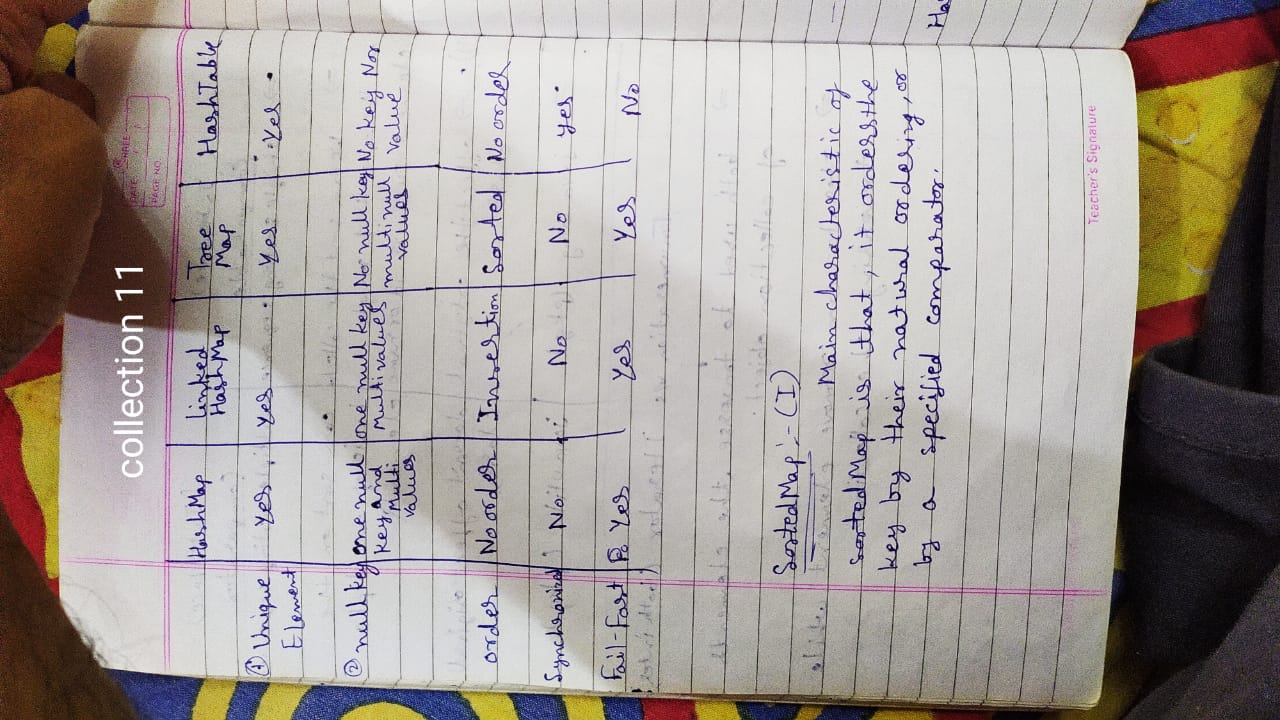 collection 11
SHREE
DATE: / /
PAGE NO.
HashMap Linked HashMap Tree Map HashTable
① Unique Element Yes Yes Yes Yes
② null key one null key, and Multi values one null key Multi values No null key multi null values No key Nor value
order No order Insertion Sorted No order
Synchronized No No No yes
Fail-Fast Yes Yes Yes No
SortedMap :- (I)
Main characteristic of
sortedMap is that, it orders the
key by their natural ordering, or
by a specified comparator.
Teacher's Signature